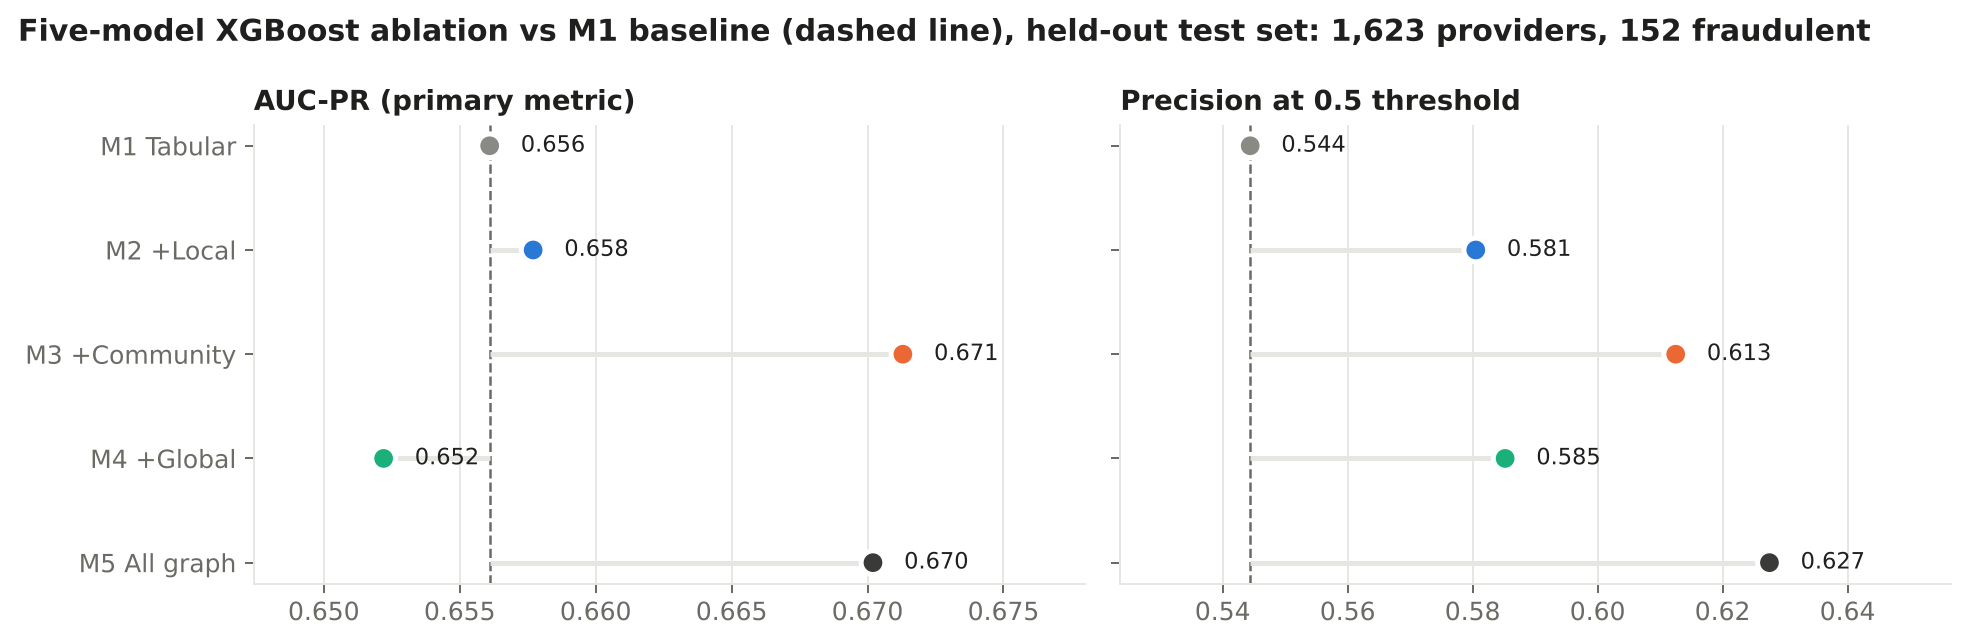 Five-model XGBoost ablation vs M1 baseline (dashed line), held-out test set: 1,623 providers, 152 fraudulent
AUC-PR (primary metric)
M1 Tabular
0.656
M2 +Local
0.658
M3 +Community
0.671
M4 +Global
0.652
M5 All graph
0.670
0.650 0.655 0.660 0.665 0.670 0.675
Precision at 0.5 threshold
0.544
0.581
0.613
0.585
0.627
0.54 0.56 0.58 0.60 0.62 0.64